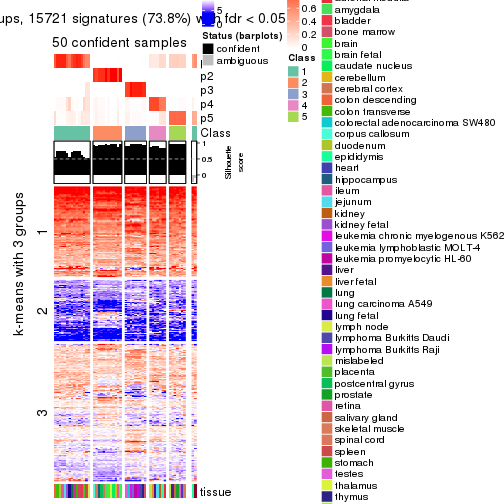 ups, 15721 signatures (73.8%) with fdr < 0.05
50 confident samples
p2
p3
p4
p5
Class
1
0.5
0
Silhouette
score
k-means with 3 groups
1
2
3
tissue
5
0
Status (barplots)
confident
ambiguous
0.6
0.4
0.2
0
Class
1
2
3
4
5
amygdala
bladder
bone marrow
brain
brain fetal
caudate nucleus
cerebellum
cerebral cortex
colon descending
colon transverse
colorectal adenocarcinoma SW480
corpus callosum
duodenum
epididymis
heart
hippocampus
ileum
jejunum
kidney
kidney fetal
leukemia chronic myelogenous K562
leukemia lymphoblastic MOLT-4
leukemia promyelocytic HL-60
liver
liver fetal
lung
lung carcinoma A549
lung fetal
lymph node
lymphoma Burkitts Daudi
lymphoma Burkitts Raji
mislabeled
placenta
postcentral gyrus
prostate
retina
salivary gland
skeletal muscle
spinal cord
spleen
stomach
testes
thalamus
thymus